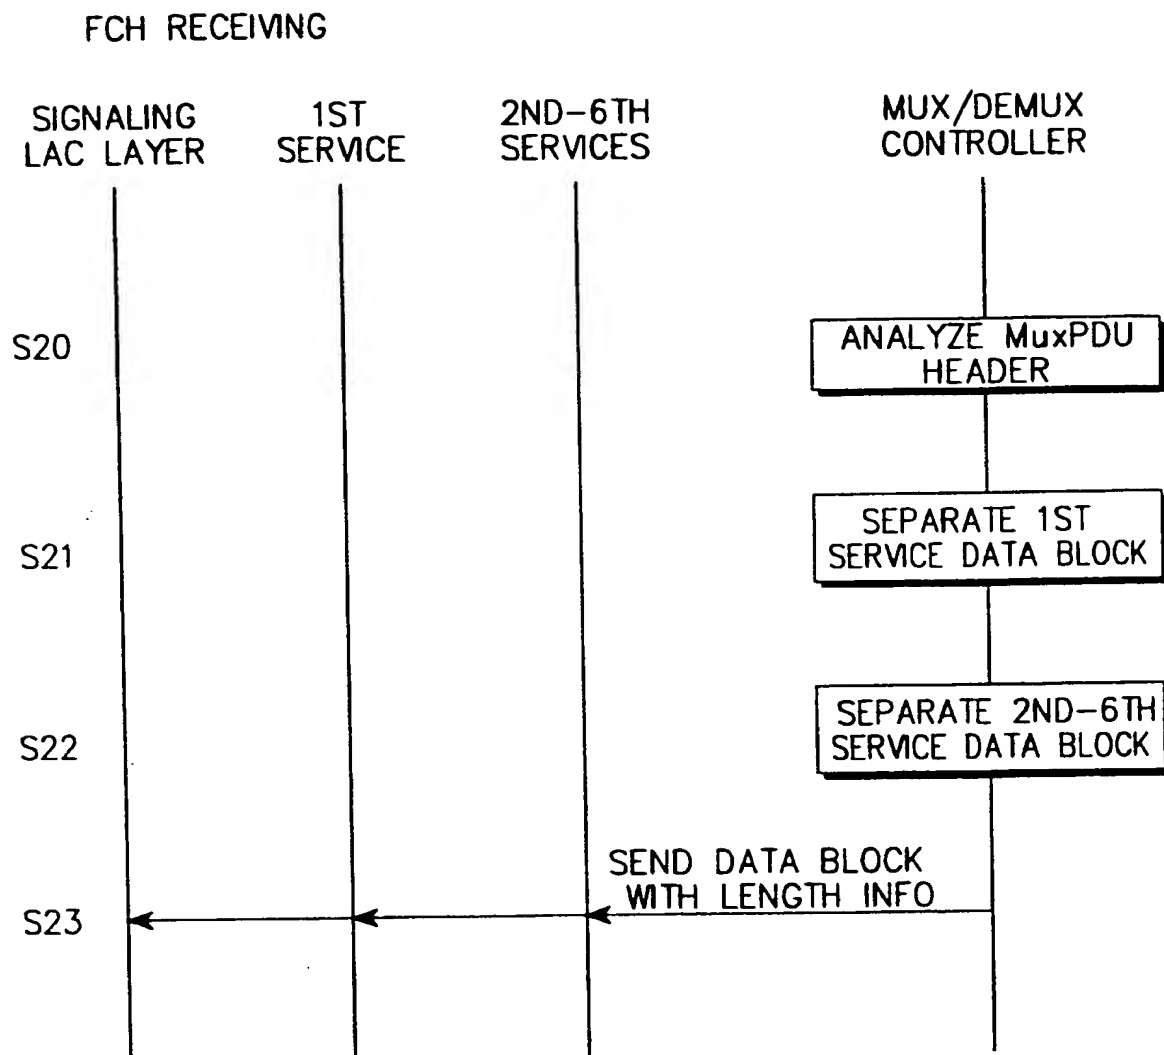 FCH RECEIVING
SIGNALING
LAC LAYER
1ST
SERVICE
2ND-6TH
SERVICES
MUX/DEMUX
CONTROLLER
S20
ANALYZE MuxPDU
HEADER
S21
SEPARATE 1ST
SERVICE DATA BLOCK
S22
SEPARATE 2ND-6TH
SERVICE DATA BLOCK
S23
SEND DATA BLOCK
WITH LENGTH INFO